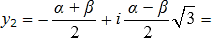 y₂ = − (α + β)/2 + i (α − β)/2 √3 =